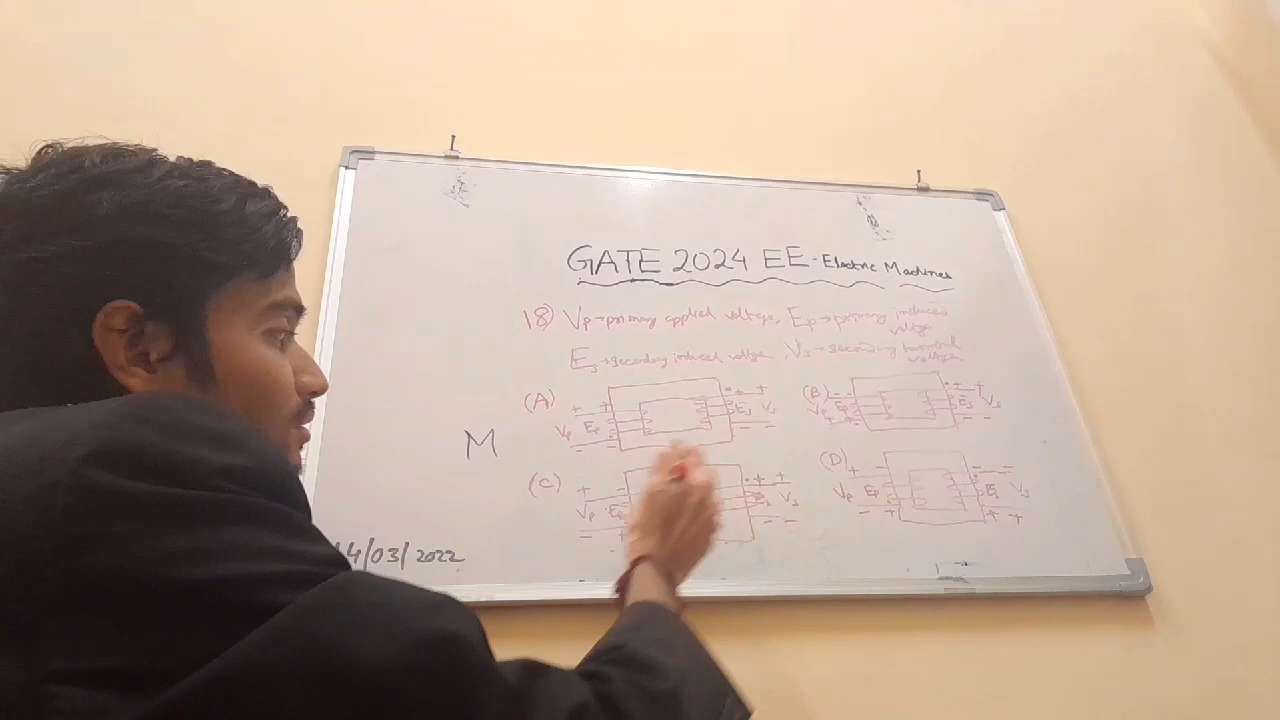 GATE 2024 EE - Electric Machines
18) Vp → primary applied voltage, Ep → primary induced voltage
Es → secondary induced voltage Vs → secondary terminal voltage
(A) + + • + +
Vp Ep Es Vs
- - - -
(B) - - • + +
Vp Ep Es Vs
+ + - -
M
(C) + - • + +
Vp Ep Es Vs
- + - -
(D) + - • - -
Vp Ep Es Vs
- + + +
4/03/2022